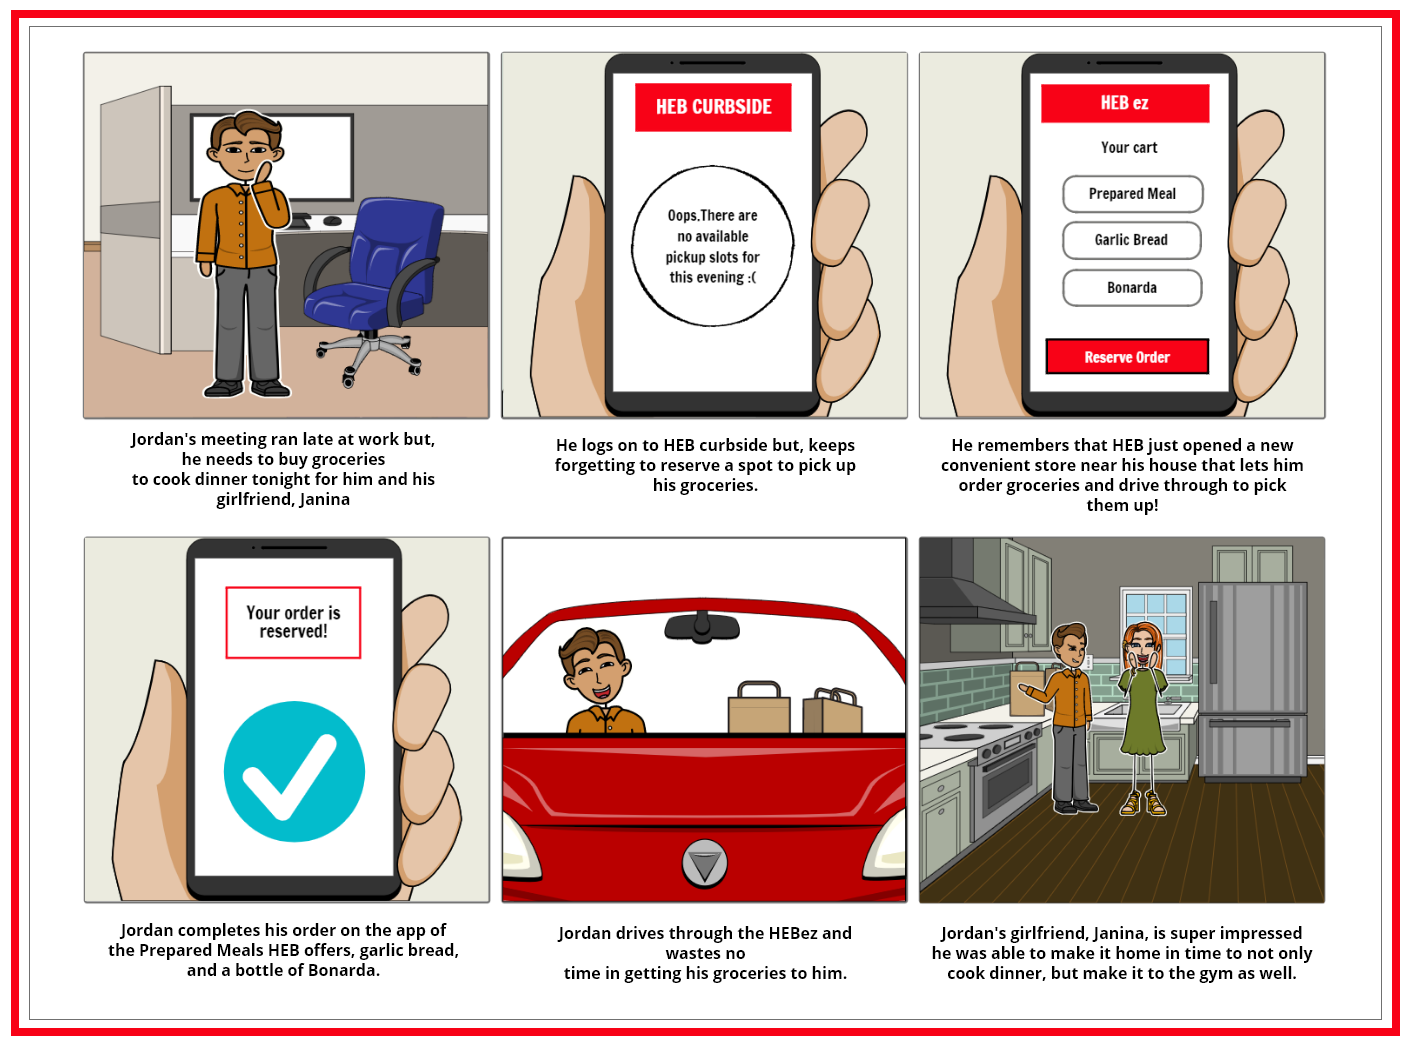 HEB CURBSIDE
Oops.There are
no available
pickup slots for
this evening :(
HEB ez
Your cart
Prepared Meal
Garlic Bread
Bonarda
Reserve Order
Jordan's meeting ran late at work but,
he needs to buy groceries
to cook dinner tonight for him and his
girlfriend, Janina
He logs on to HEB curbside but, keeps
forgetting to reserve a spot to pick up
his groceries.
He remembers that HEB just opened a new
convenient store near his house that lets him
order groceries and drive through to pick
them up!
Your order is
reserved!
Jordan completes his order on the app of
the Prepared Meals HEB offers, garlic bread,
and a bottle of Bonarda.
Jordan drives through the HEBez and
wastes no
time in getting his groceries to him.
Jordan's girlfriend, Janina, is super impressed
he was able to make it home in time to not only
cook dinner, but make it to the gym as well.